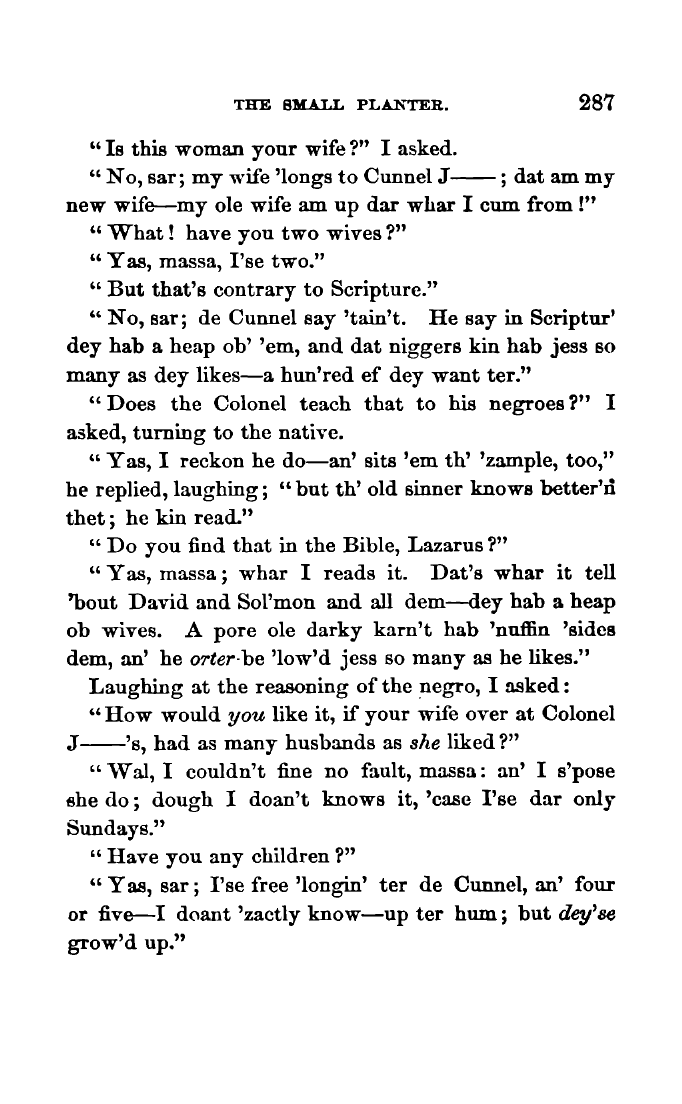 THE SMALL PLANTER. 287
“Is this woman your wife?” I asked.
“No, sar; my wife ’longs to Cunnel J——; dat am my
new wife—my ole wife am up dar whar I cum from!”
“What! have you two wives?”
“Yas, massa, I’se two.”
“But that’s contrary to Scripture.”
“No, sar; de Cunnel say ’tain’t. He say in Scriptur’
dey hab a heap ob’ ’em, and dat niggers kin hab jess so
many as dey likes—a hun’red ef dey want ter.”
“Does the Colonel teach that to his negroes?” I
asked, turning to the native.
“Yas, I reckon he do—an’ sits ’em th’ ’zample, too,”
he replied, laughing; “but th’ old sinner knows better’n
thet; he kin read.”
“Do you find that in the Bible, Lazarus?”
“Yas, massa; whar I reads it. Dat’s whar it tell
’bout David and Sol’mon and all dem—dey hab a heap
ob wives. A pore ole darky karn’t hab ’nuffin ’sides
dem, an’ he orter be ’low’d jess so many as he likes.”
Laughing at the reasoning of the negro, I asked:
“How would you like it, if your wife over at Colonel
J——’s, had as many husbands as she liked?”
“Wal, I couldn’t fine no fault, massa: an’ I s’pose
she do; dough I doan’t knows it, ’case I’se dar only
Sundays.”
“Have you any children?”
“Yas, sar; I’se free ’longin’ ter de Cunnel, an’ four
or five—I doant ’zactly know—up ter hum; but dey’se
grow’d up.”